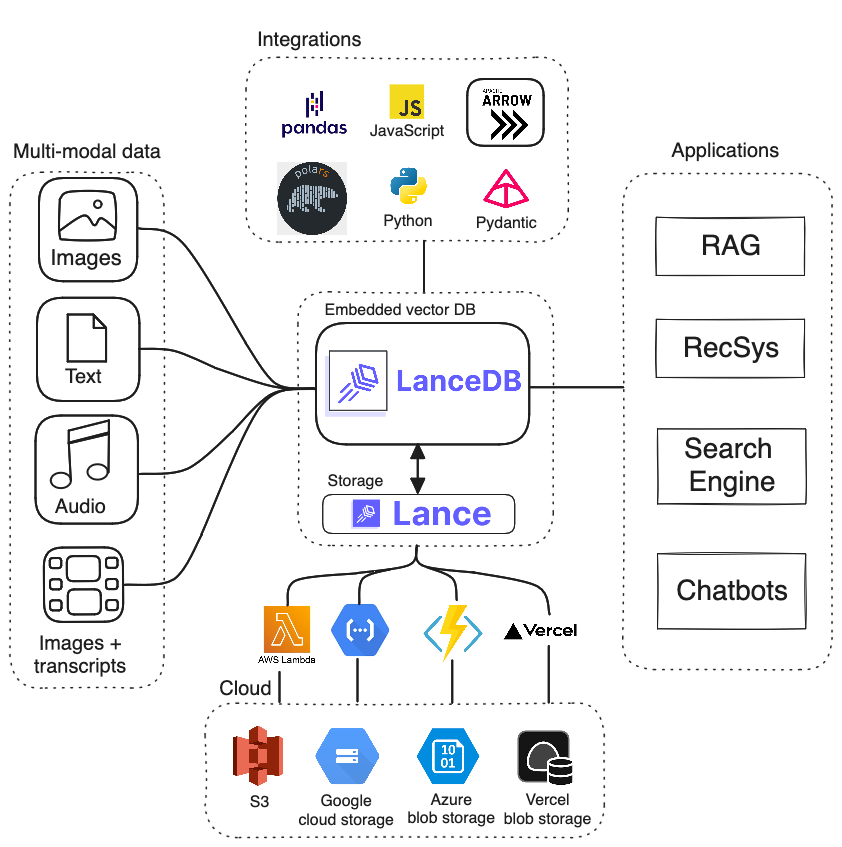 Integrations
pandas
JS
JavaScript
APACHE
ARROW
polars
Python
Pydantic
Multi-modal data
Images
Text
Audio
Images +
transcripts
Embedded vector DB
LanceDB
Storage
Lance
Applications
RAG
RecSys
Search
Engine
Chatbots
AWS Lambda
Vercel
Cloud
S3
Google
cloud storage
10
01
Azure
blob storage
Vercel
blob storage